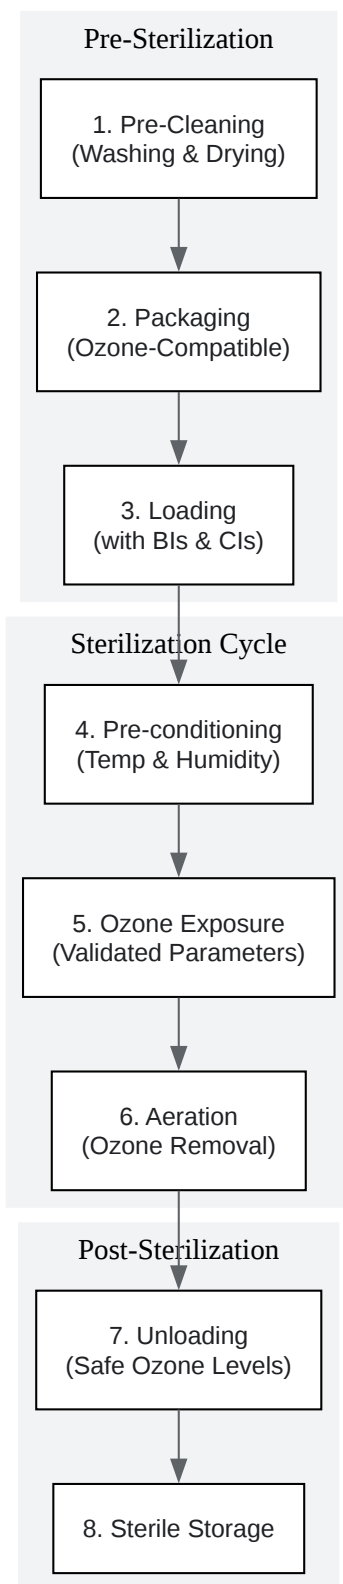 Pre-Sterilization
1. Pre-Cleaning
(Washing & Drying)
2. Packaging
(Ozone-Compatible)
3. Loading
(with BIs & CIs)
Sterilization Cycle
4. Pre-conditioning
(Temp & Humidity)
5. Ozone Exposure
(Validated Parameters)
6. Aeration
(Ozone Removal)
Post-Sterilization
7. Unloading
(Safe Ozone Levels)
8. Sterile Storage